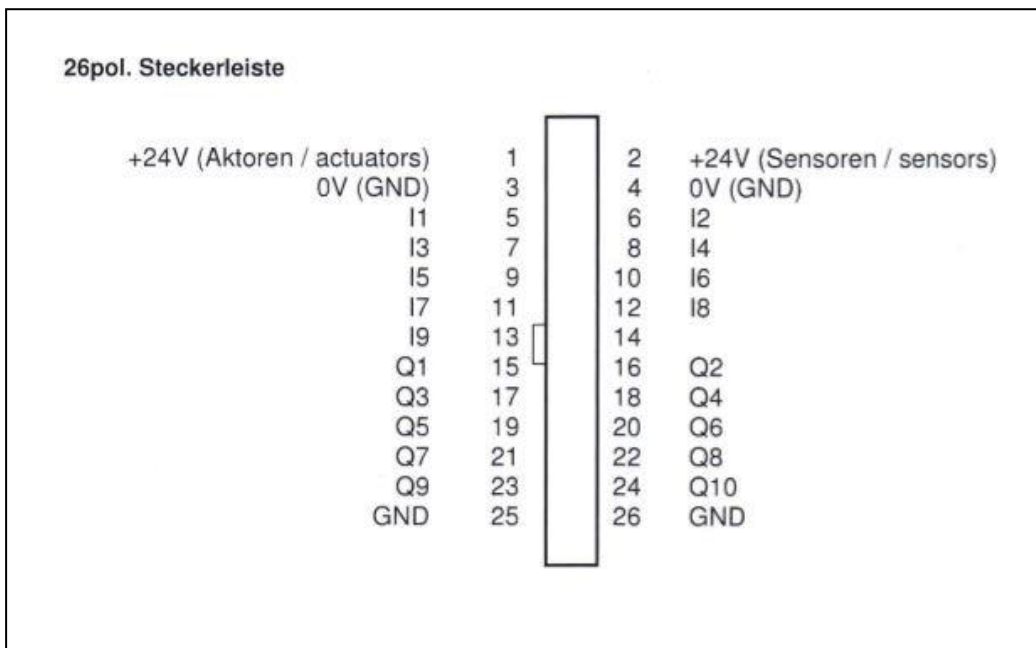 26pol. Steckerleiste
+24V (Aktoren / actuators) 1 2 +24V (Sensoren / sensors)
0V (GND) 3 4 0V (GND)
I1 5 6 I2
I3 7 8 I4
I5 9 10 I6
I7 11 12 I8
I9 13 14
Q1 15 16 Q2
Q3 17 18 Q4
Q5 19 20 Q6
Q7 21 22 Q8
Q9 23 24 Q10
GND 25 26 GND